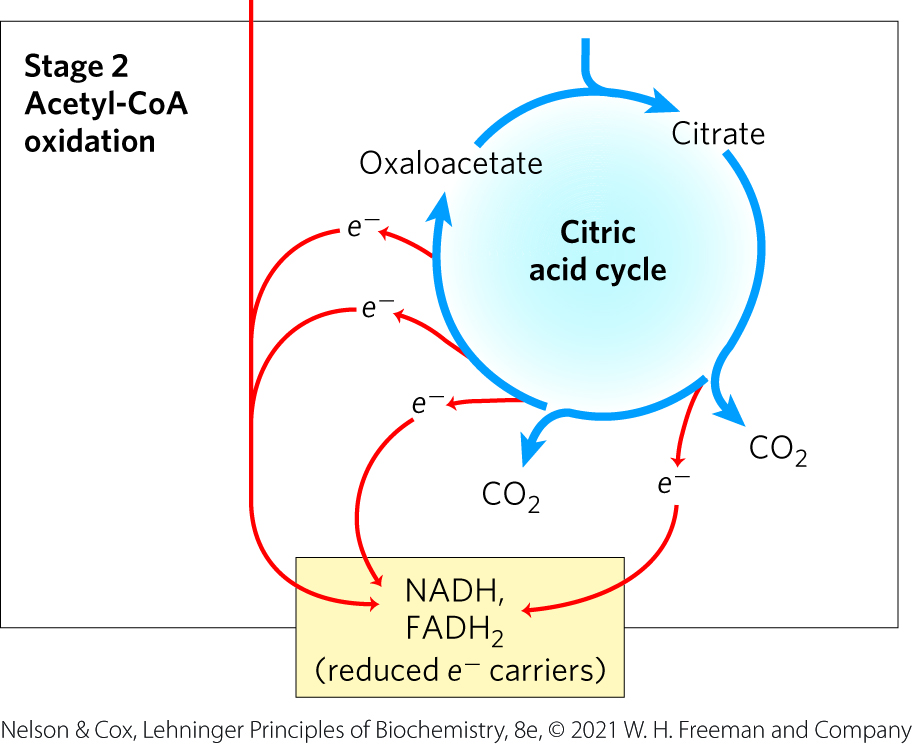 Stage 2
Acetyl-CoA
oxidation
Citrate
Oxaloacetate
Citric
acid cycle
e⁻
e⁻
e⁻
CO₂
CO₂
e⁻
NADH,
FADH₂
(reduced e⁻ carriers)
Nelson & Cox, Lehninger Principles of Biochemistry, 8e, © 2021 W. H. Freeman and Company